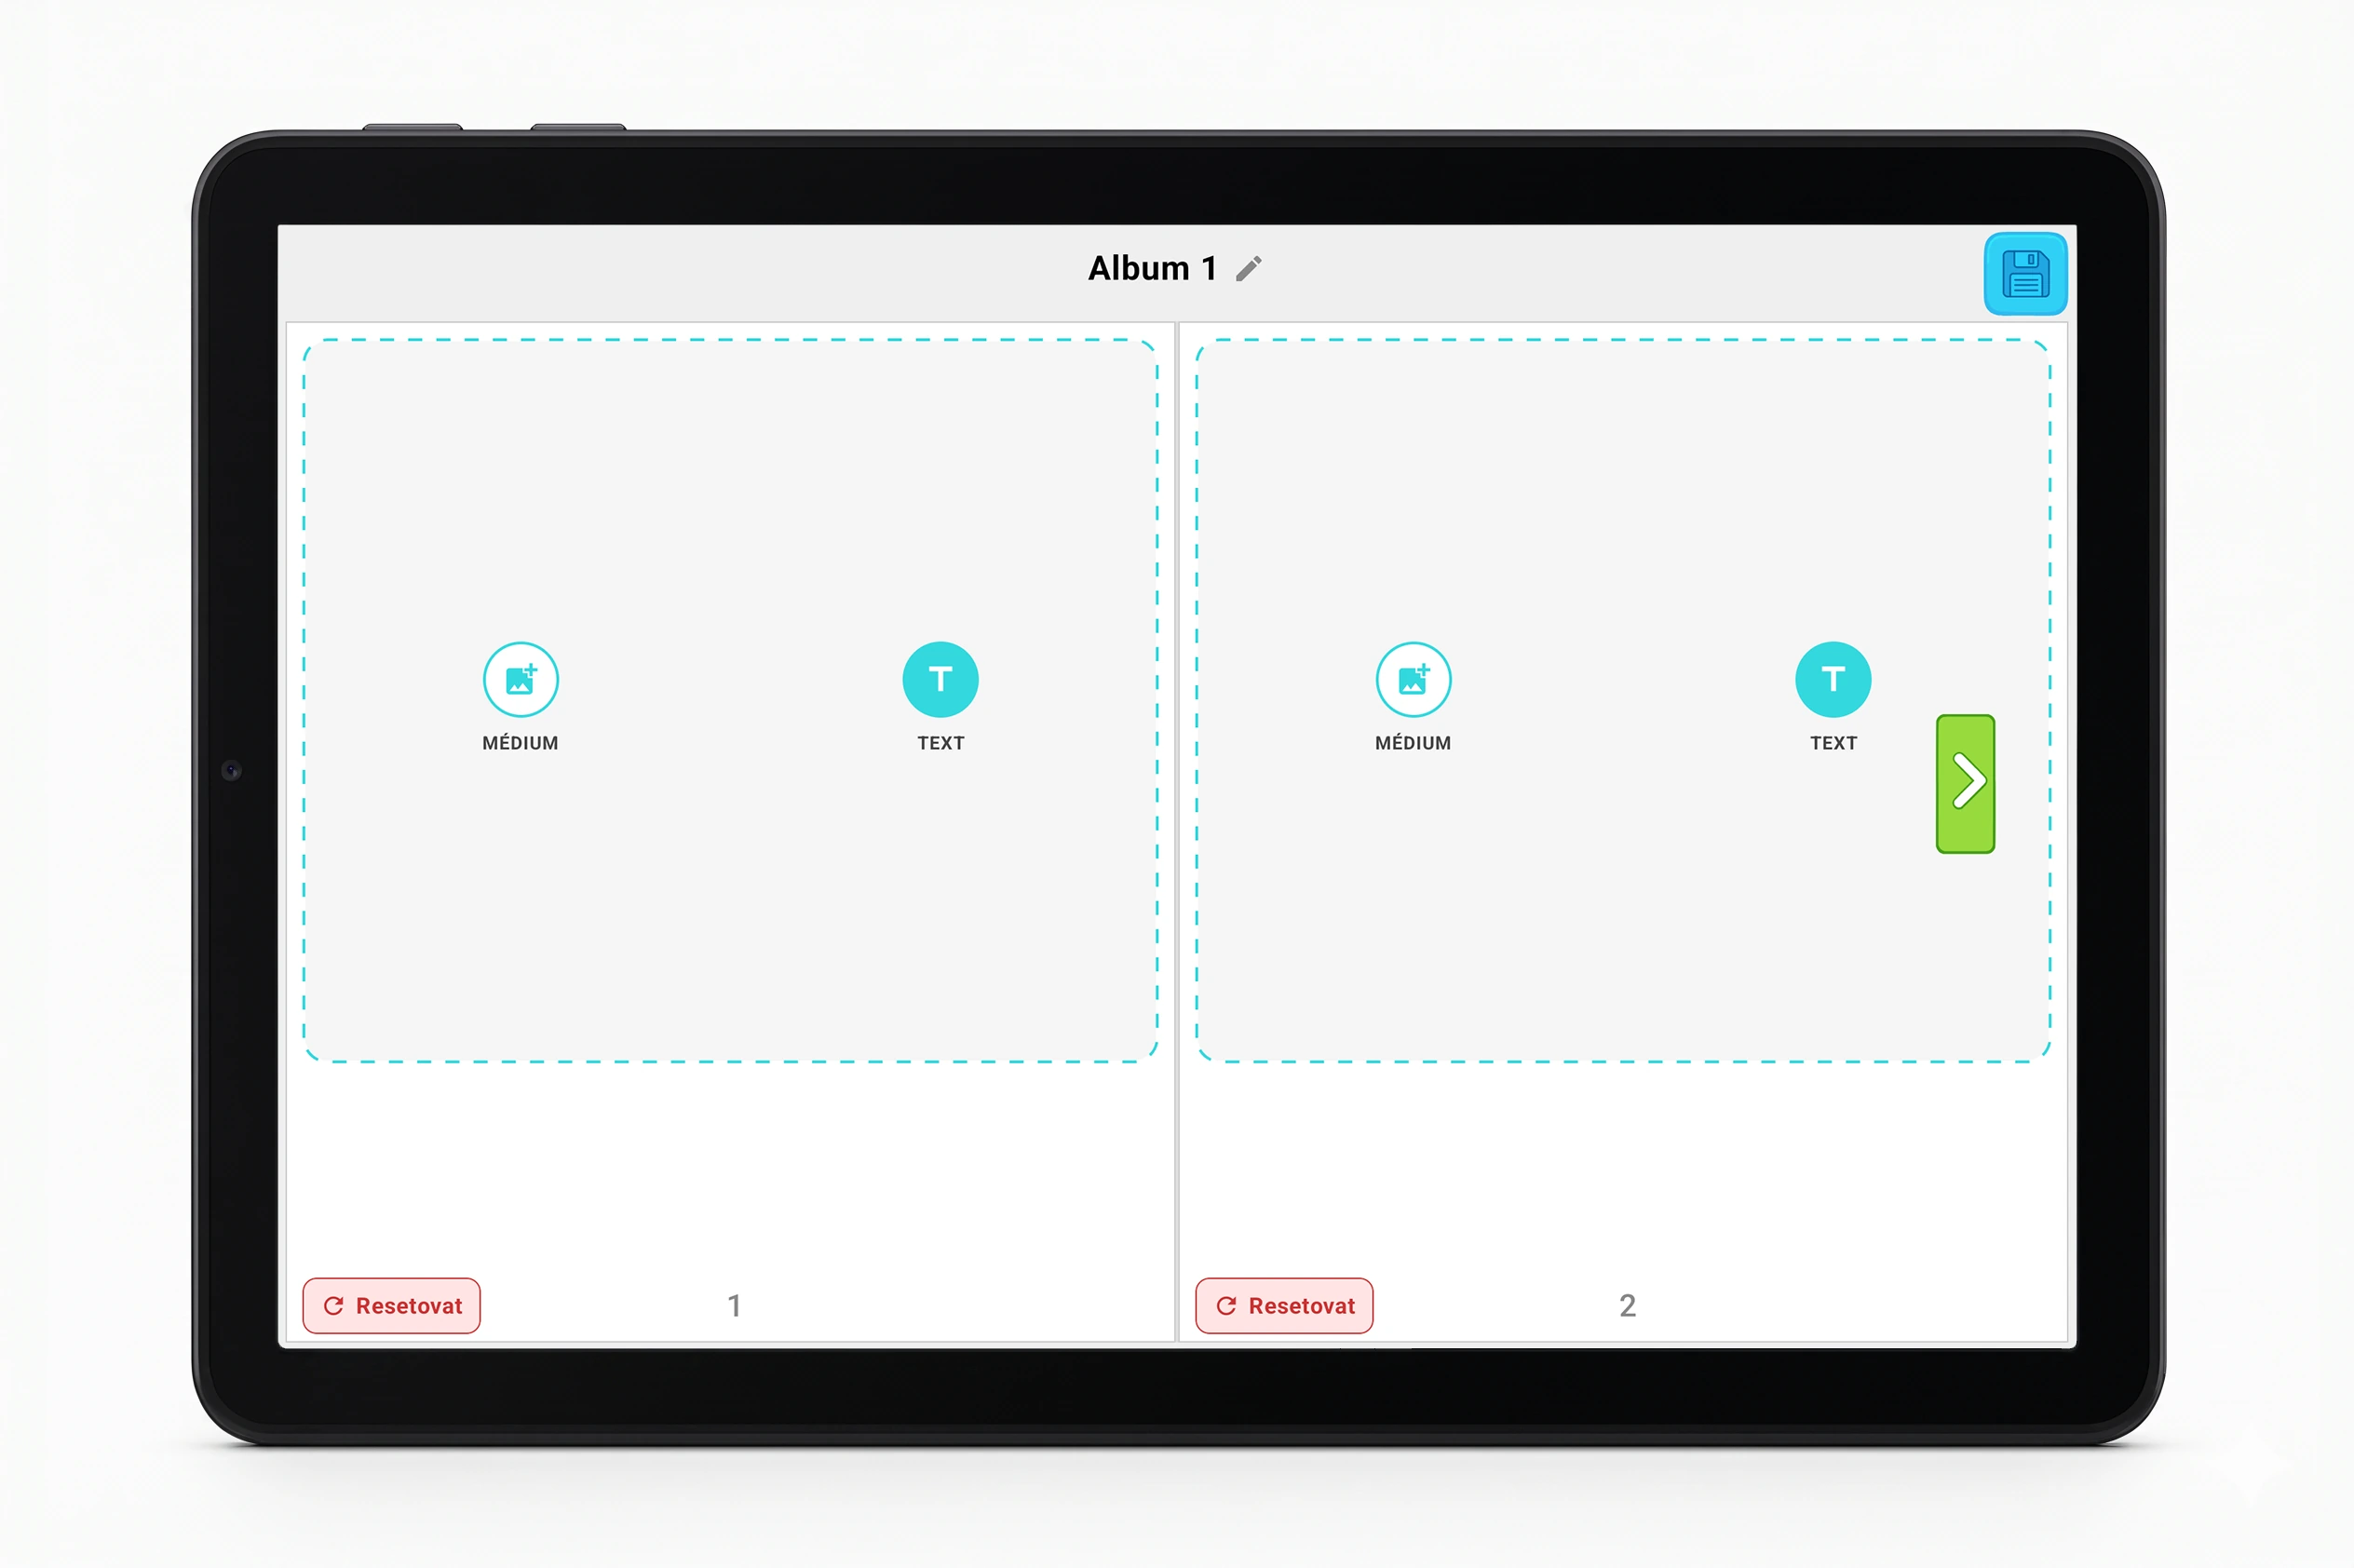 Album 1
MÉDIUM
TEXT
MÉDIUM
TEXT
Resetovat
1
Resetovat
2